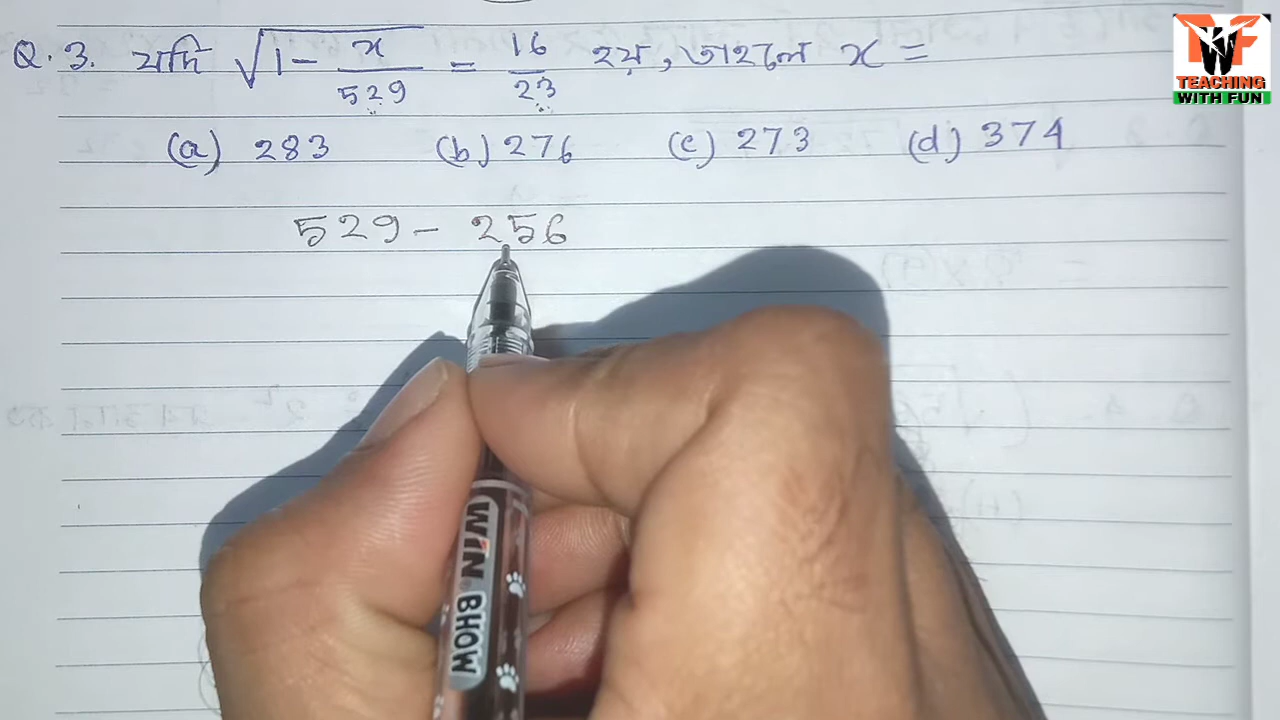 Q. 3. যদি √(1 - x/529) = 16/23 হয়, তাহলে x =
(a) 283 (b) 276 (c) 273 (d) 374
529 - 256
WIN BHOW
WF
TEACHING
WITH FUN